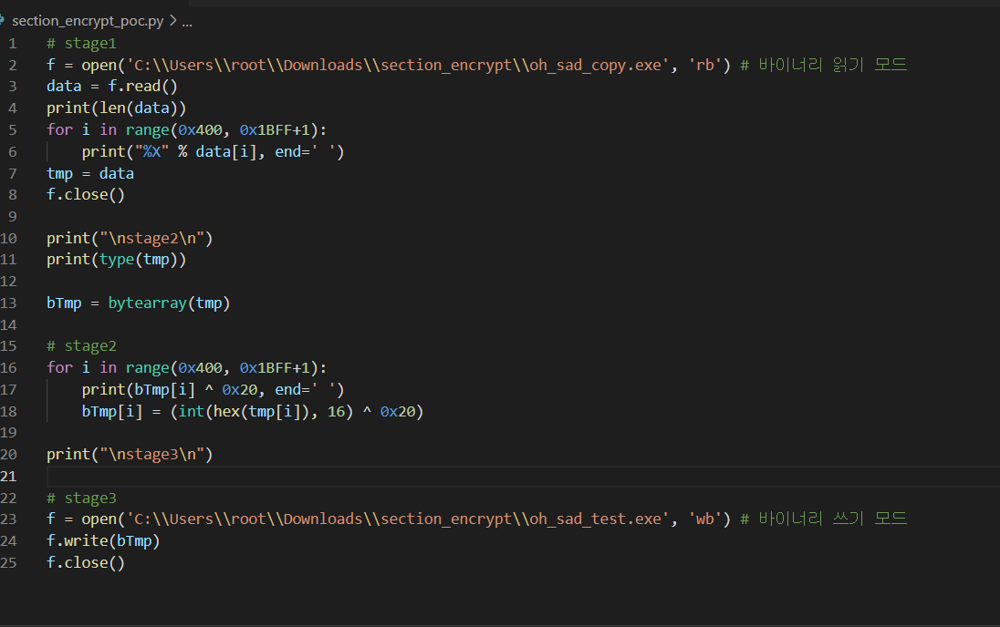 section_encrypt_poc.py > ...
1 # stage1
2 f = open('C:\\Users\\root\\Downloads\\section_encrypt\\oh_sad_copy.exe', 'rb') # 바이너리 읽기 모드
3 data = f.read()
4 print(len(data))
5 for i in range(0x400, 0x1BFF+1):
6     print("%X" % data[i], end=' ')
7 tmp = data
8 f.close()
9
10 print("\nstage2\n")
11 print(type(tmp))
12
13 bTmp = bytearray(tmp)
14
15 # stage2
16 for i in range(0x400, 0x1BFF+1):
17     print(bTmp[i] ^ 0x20, end=' ')
18     bTmp[i] = (int(hex(tmp[i]), 16) ^ 0x20)
19
20 print("\nstage3\n")
21
22 # stage3
23 f = open('C:\\Users\\root\\Downloads\\section_encrypt\\oh_sad_test.exe', 'wb') # 바이너리 쓰기 모드
24 f.write(bTmp)
25 f.close()